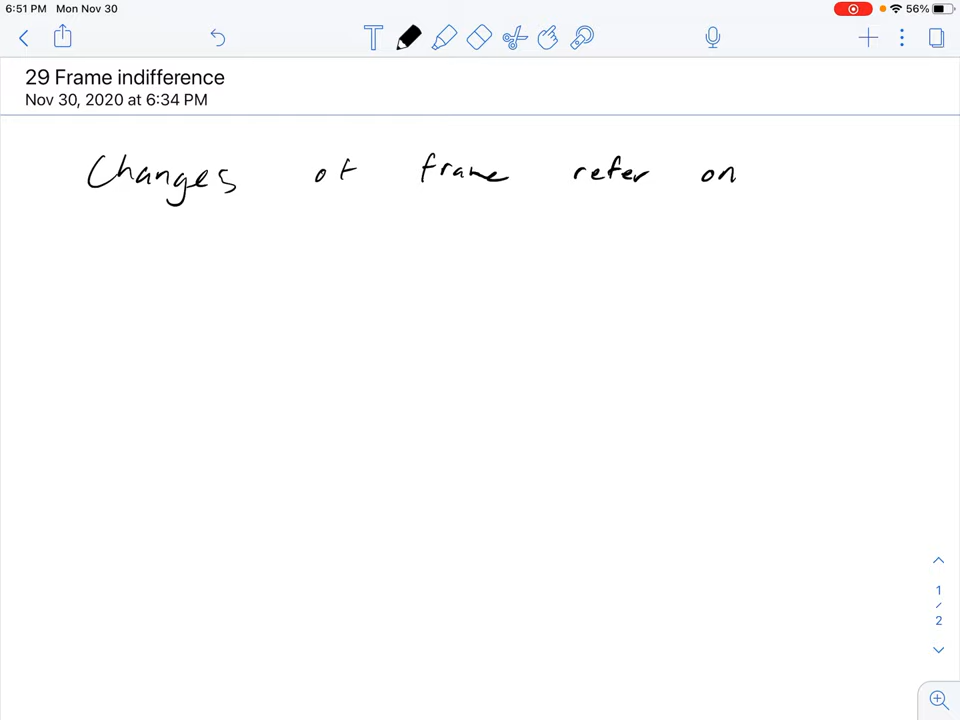 6:51 PM Mon Nov 30 56%
29 Frame indifference
Nov 30, 2020 at 6:34 PM
Changes of frame refer on
1
2